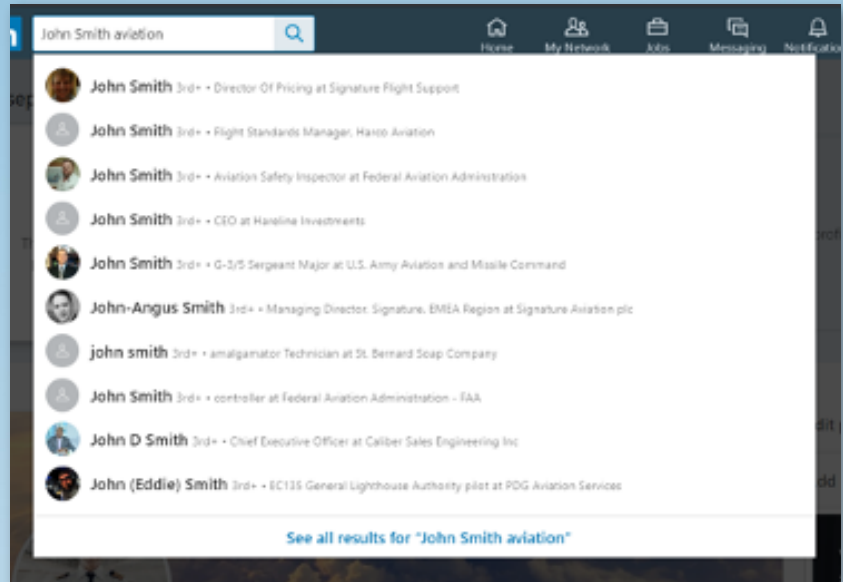 John Smith aviation
Home My Network Jobs Messaging Notification
John Smith 3rd+ • Director Of Pricing at Signature Flight Support
John Smith 3rd+ • Flight Standards Manager, Harco Aviation
John Smith 3rd+ • Aviation Safety Inspector at Federal Aviation Adminstration
John Smith 3rd+ • CEO at Hareline Investments
John Smith 3rd+ • G-3/5 Sergeant Major at U.S. Army Aviation and Missile Command
John-Angus Smith 3rd+ • Managing Director, Signature, EMEA Region at Signature Aviation plc
john smith 3rd+ • amalgamator Technician at St. Bernard Soap Company
John Smith 3rd+ • controller at Federal Aviation Administration - FAA
John D Smith 3rd+ • Chief Executive Officer at Caliber Sales Engineering Inc
John (Eddie) Smith 3rd+ • EC135 General Lighthouse Authority pilot at PDG Aviation Services
See all results for "John Smith aviation"